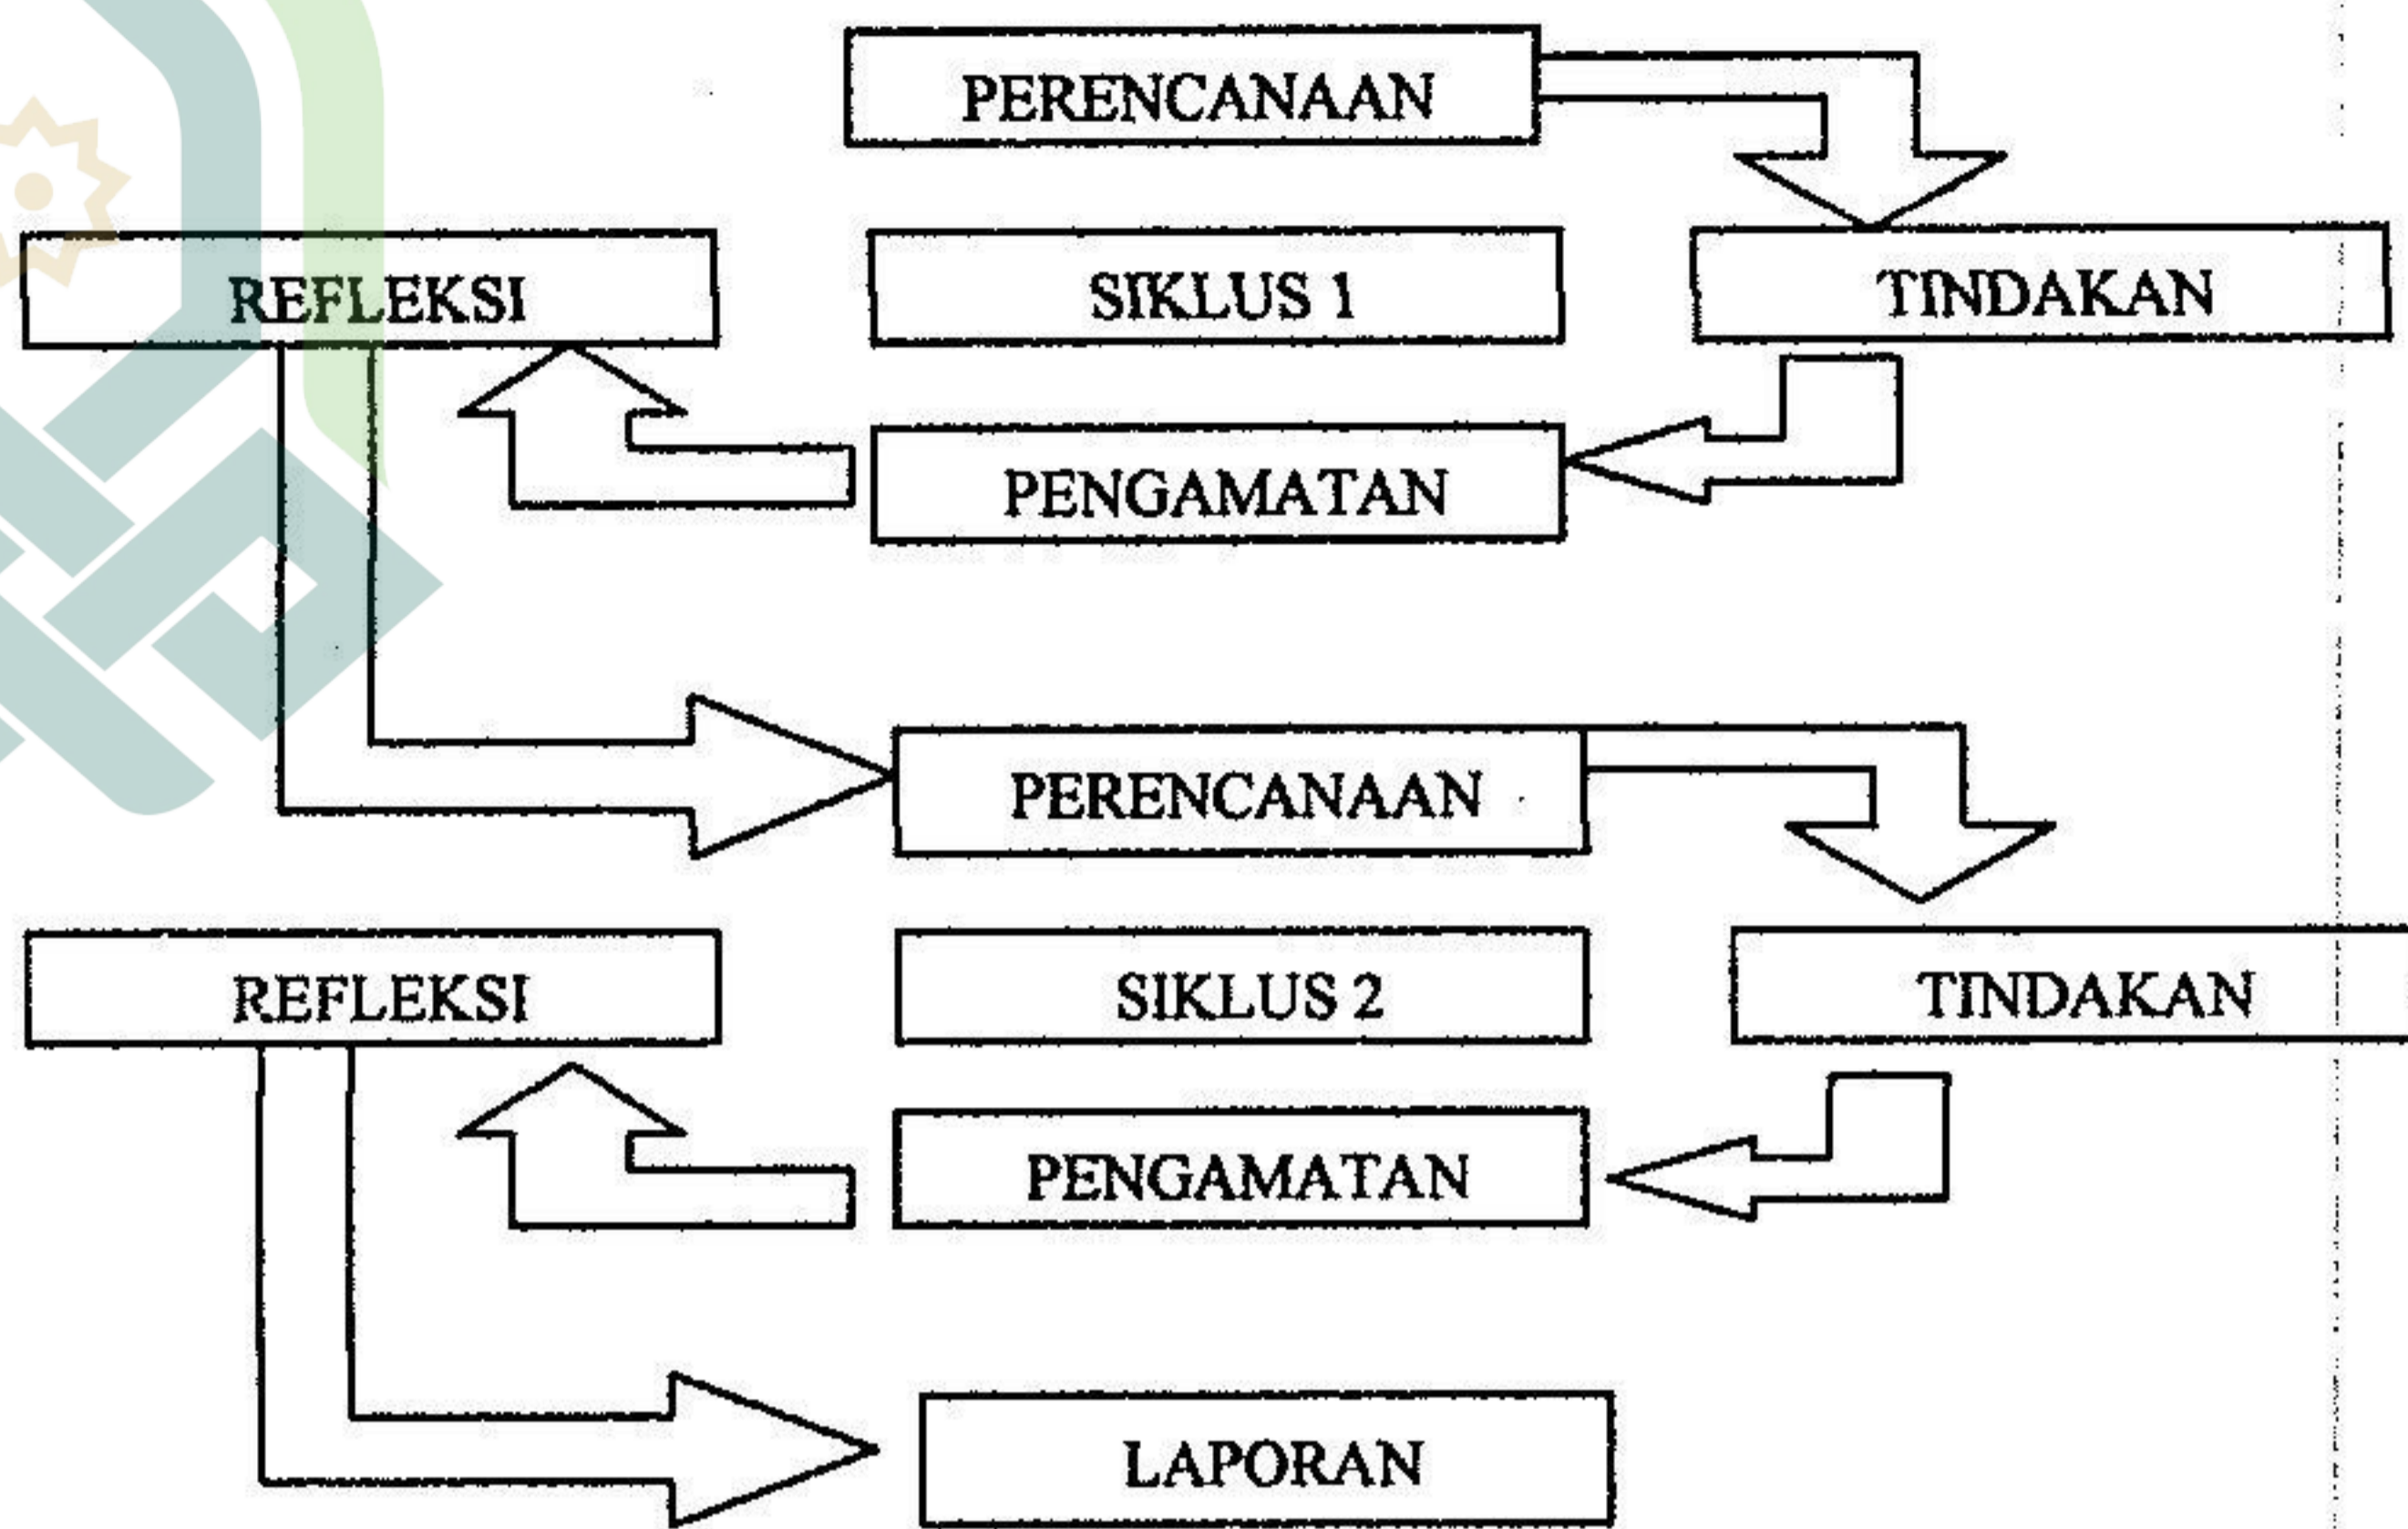 PERENCANAAN
REFLEKSI
SIKLUS 1
TINDAKAN
PENGAMATAN
PERENCANAAN
REFLEKSI
SIKLUS 2
TINDAKAN
PENGAMATAN
LAPORAN